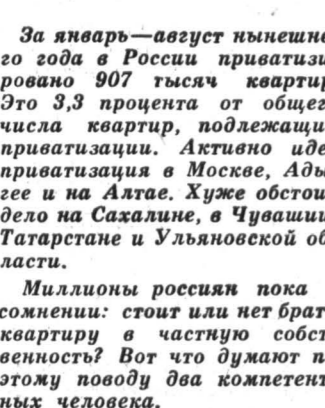 За январь—август нынешне
го года в России приватизи
ровано 907 тысяч квартир
Это 3,3 процента от общег
числа квартир, подлежащи
приватизации. Активно иде
приватизация в Москве, Ады
гее и на Алтае. Хуже обстои
дело на Сахалине, в Чувашии
Татарстане и Ульяновской об
ласти.
Миллионы россиян пока
сомнении: стоит или нет брат
квартиру в частную собст
венность? Вот что думают п
этому поводу два компетент
ных человека.